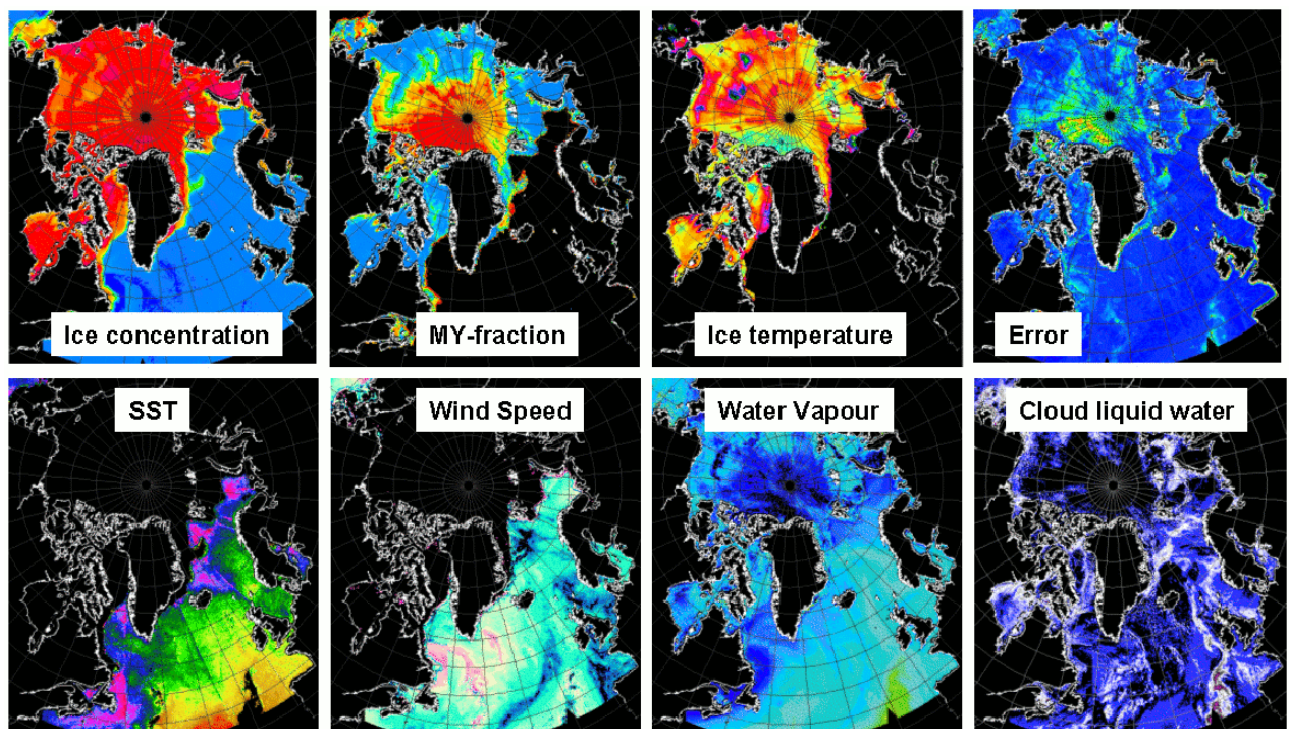 Ice concentration
MY-fraction
Ice temperature
Error
SST
Wind Speed
Water Vapour
Cloud liquid water